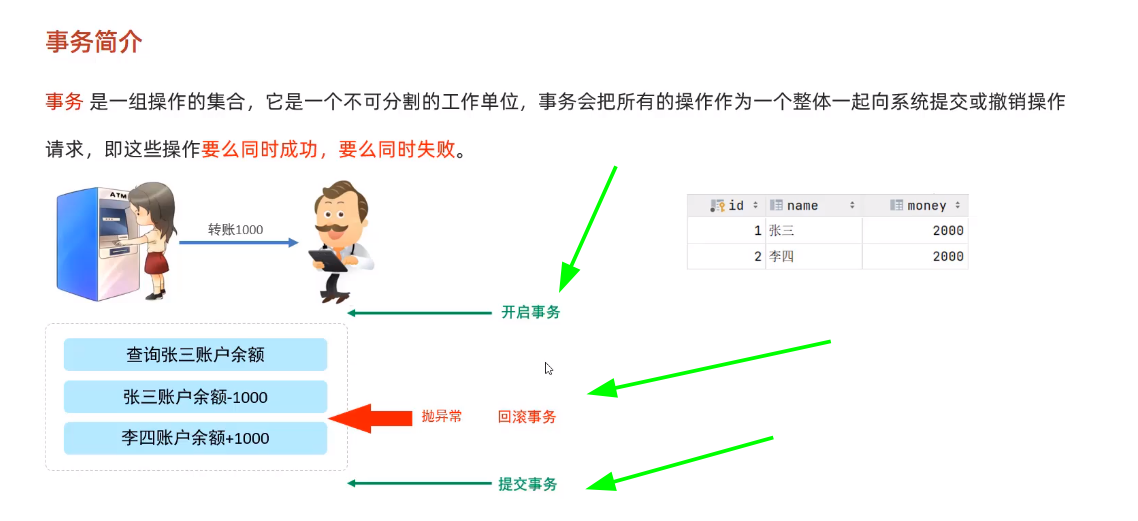 事务简介
事务 是一组操作的集合，它是一个不可分割的工作单位，事务会把所有的操作作为一个整体一起向系统提交或撤销操作
请求，即这些操作要么同时成功，要么同时失败。
ATM
转账1000
id name money
1 张三 2000
2 李四 2000
开启事务
查询张三账户余额
张三账户余额-1000
抛异常 回滚事务
李四账户余额+1000
提交事务